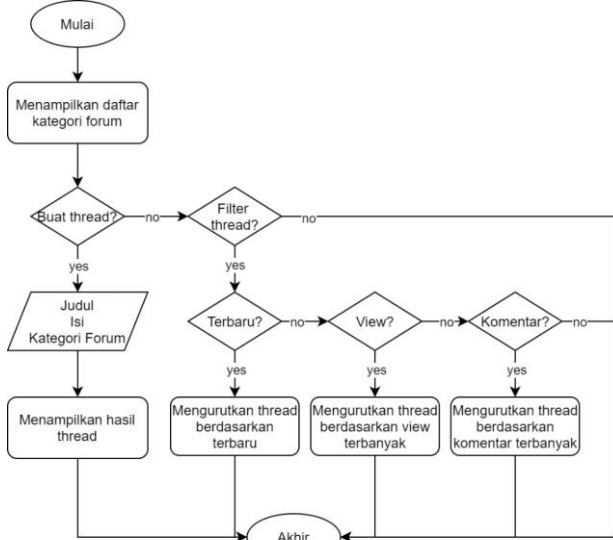 Mulai
Menampilkan daftar
kategori forum
Buat thread?
no
Filter
thread?
no
yes
yes
Judul
Isi
Kategori Forum
Terbaru?
no
View?
no
Komentar?
no
yes
yes
yes
Menampilkan hasil
thread
Mengurutkan thread
berdasarkan
terbaru
Mengurutkan thread
berdasarkan view
terbanyak
Mengurutkan thread
berdasarkan
komentar terbanyak
Akhir